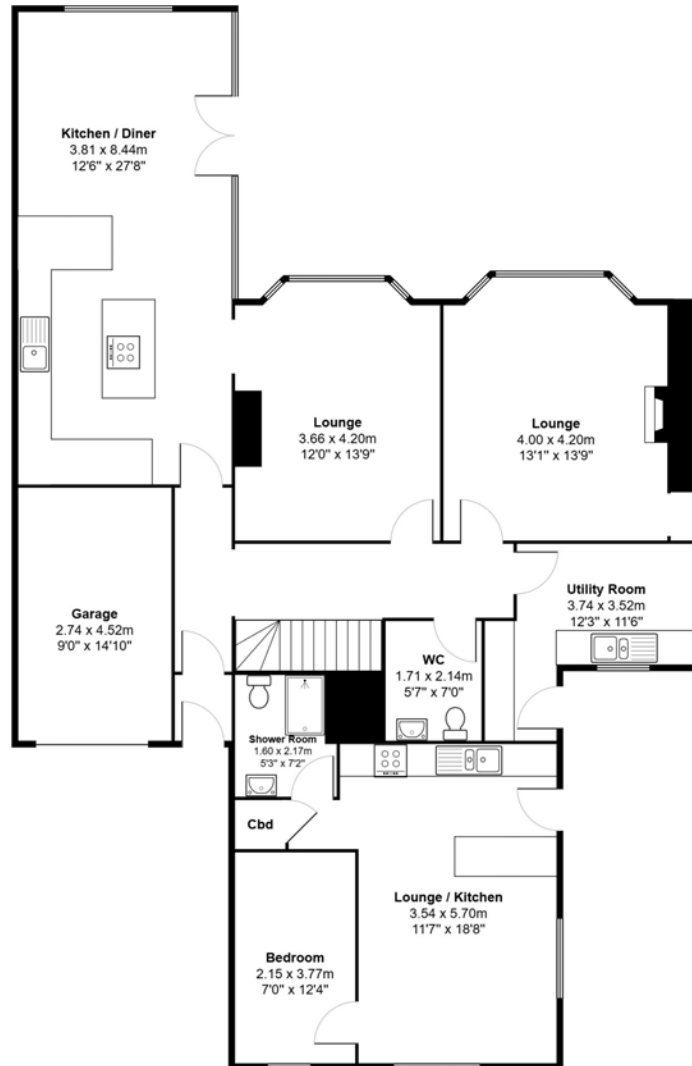 Kitchen / Diner
3.81 x 8.44m
12'6" x 27'8"
Lounge
3.66 x 4.20m
12'0" x 13'9"
Lounge
4.00 x 4.20m
13'1" x 13'9"
Garage
2.74 x 4.52m
9'0" x 14'10"
Utility Room
3.74 x 3.52m
12'3" x 11'6"
WC
1.71 x 2.14m
5'7" x 7'0"
Shower Room
1.60 x 2.17m
5'3" x 7'2"
Cbd
Lounge / Kitchen
3.54 x 5.70m
11'7" x 18'8"
Bedroom
2.15 x 3.77m
7'0" x 12'4"